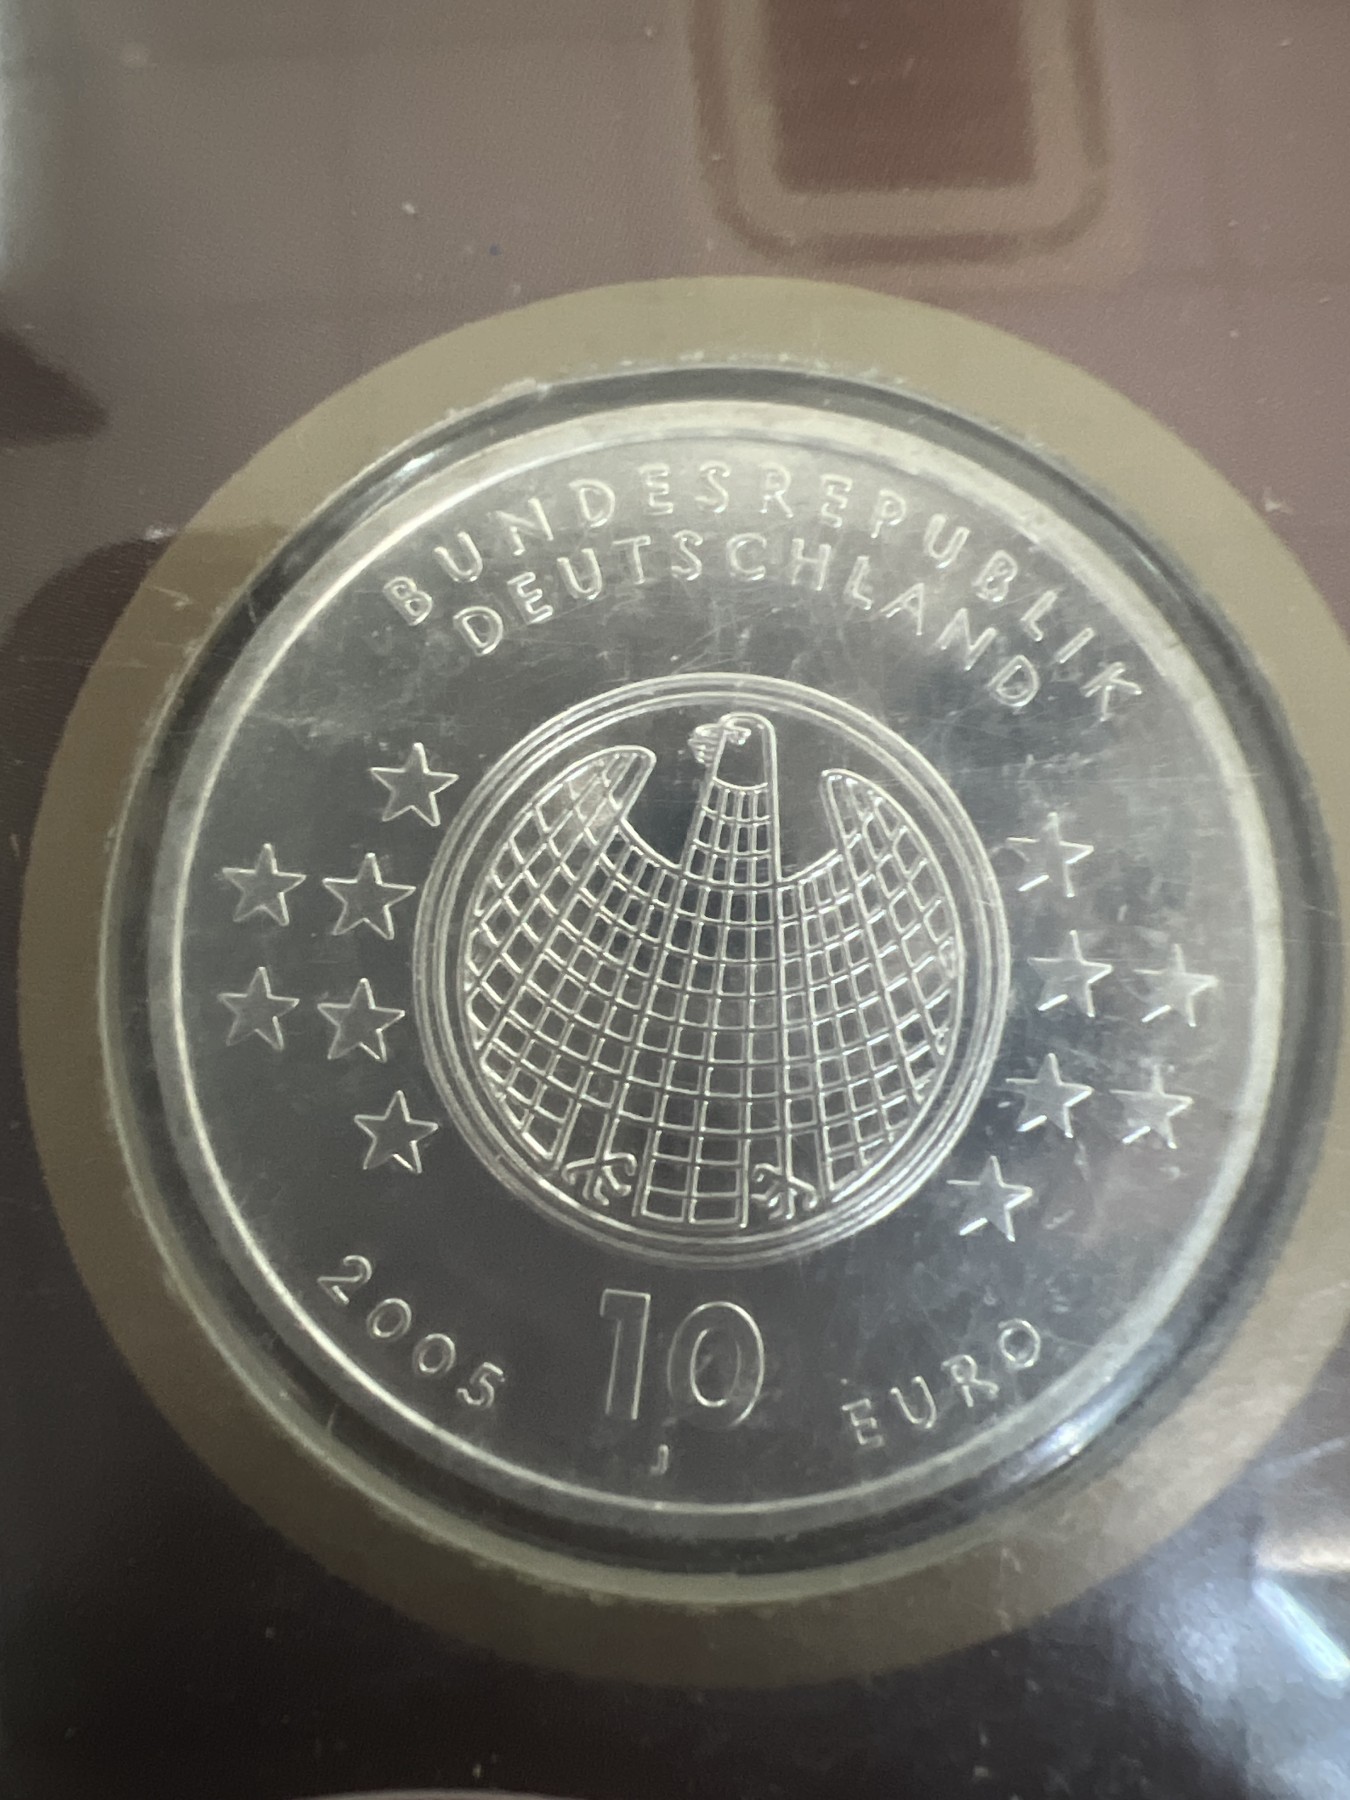 BUNDESREPUBLIK
DEUTSCHLAND
2005
10
EURO
J